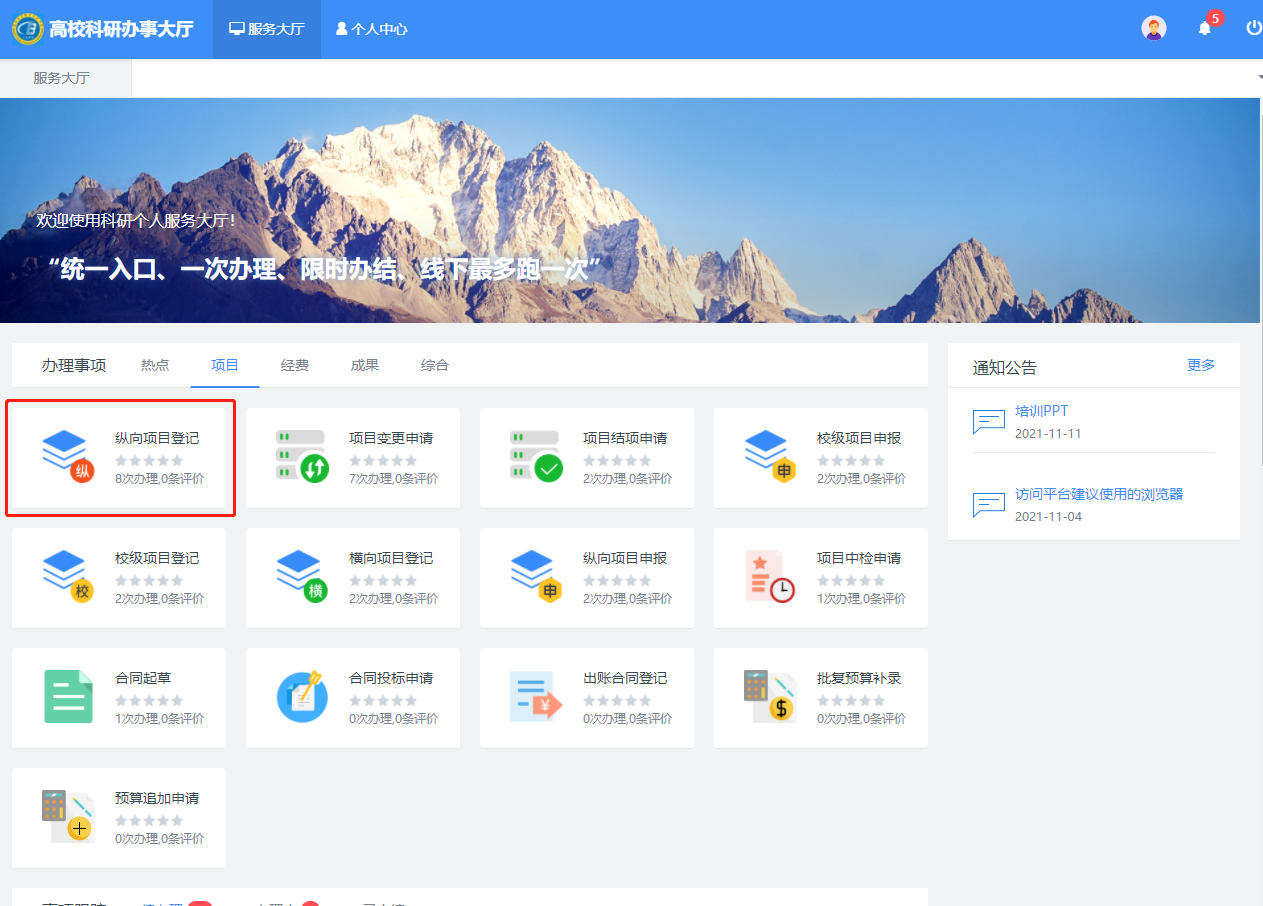 高校科研办事大厅
服务大厅
个人中心
5
服务大厅
欢迎使用科研个人服务大厅！
“统一入口、一次办理、限时办结、线下最多跑一次”
办理事项
热点
项目
经费
成果
综合
通知公告
更多
纵
纵向项目登记
8次办理,0条评价
项目变更申请
7次办理,0条评价
项目结项申请
2次办理,0条评价
申
校级项目申报
2次办理,0条评价
培训PPT
2021-11-11
访问平台建议使用的浏览器
2021-11-04
校
校级项目登记
2次办理,0条评价
横
横向项目登记
2次办理,0条评价
申
纵向项目申报
2次办理,0条评价
项目中检申请
1次办理,0条评价
合同起草
1次办理,0条评价
合同投标申请
0次办理,0条评价
¥
出账合同登记
0次办理,0条评价
$
批复预算补录
0次办理,0条评价
预算追加申请
0次办理,0条评价